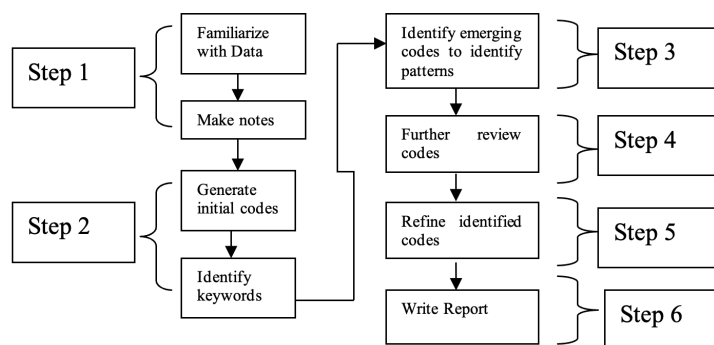 Step 1
Familiarize
with Data
Make notes
Step 2
Generate
initial codes
Identify
keywords
Identify emerging
codes to identify
patterns
Step 3
Further review
codes
Step 4
Refine identified
codes
Step 5
Write Report
Step 6